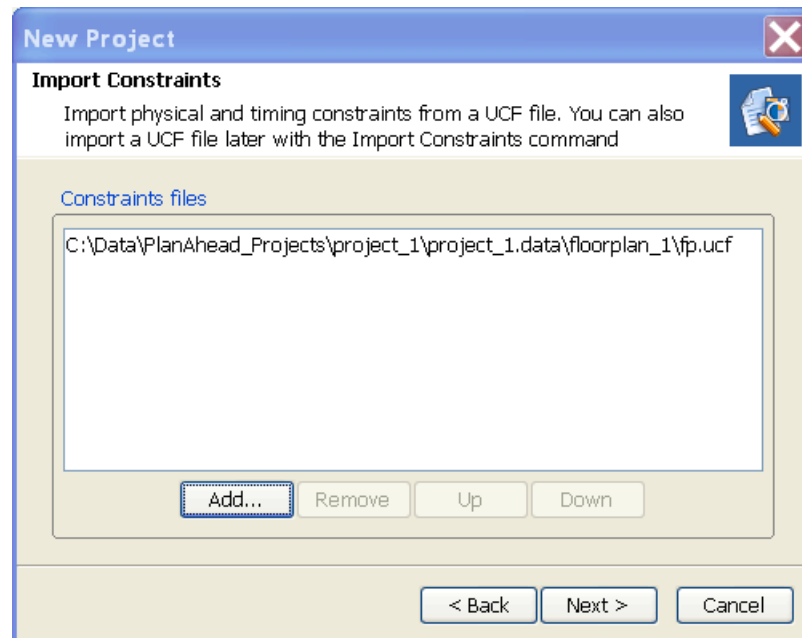 New Project
Import Constraints
Import physical and timing constraints from a UCF file. You can also
import a UCF file later with the Import Constraints command
Constraints files
C:\Data\PlanAhead_Projects\project_1\project_1.data\floorplan_1\fp.ucf
Add... Remove Up Down
< Back Next > Cancel